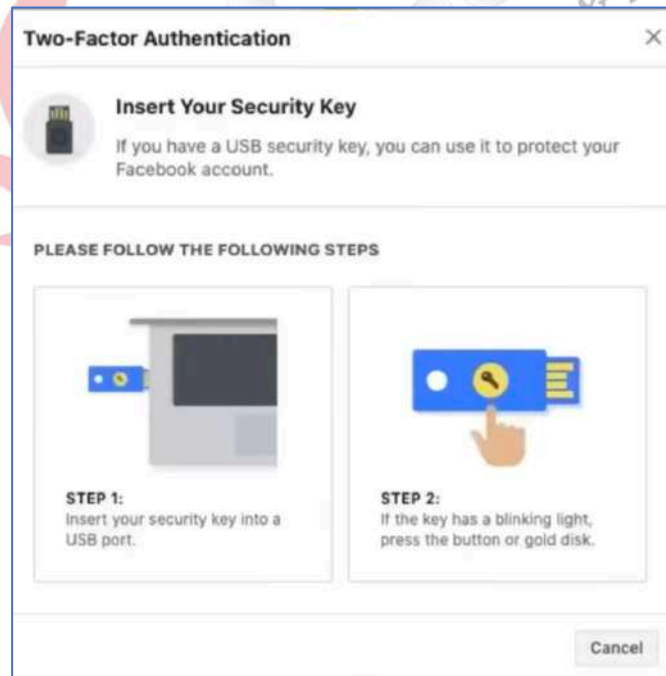 Two-Factor Authentication
Insert Your Security Key
If you have a USB security key, you can use it to protect your
Facebook account.
PLEASE FOLLOW THE FOLLOWING STEPS
STEP 1:
Insert your security key into a
USB port.
STEP 2:
If the key has a blinking light,
press the button or gold disk.
Cancel